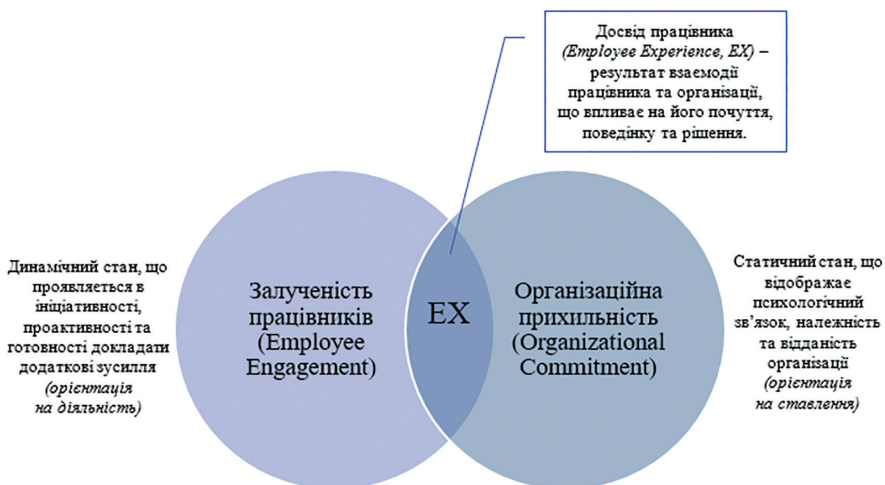 Досвід працівника
(Employee Experience, EX) –
результат взаємодії
працівника та організації,
що впливає на його почуття,
поведінку та рішення.
Динамічний стан, що
проявляється в
ініціативності,
проактивності та
готовності докладати
додаткові зусилля
(орієнтація
на діяльність)
Залученість
працівників
(Employee
Engagement)
EX
Організаційна
прихильність
(Organizational
Commitment)
Статичний стан, що
відображає
психологічний
зв’язок, належність
та відданість
організації
(орієнтація
на ставлення)